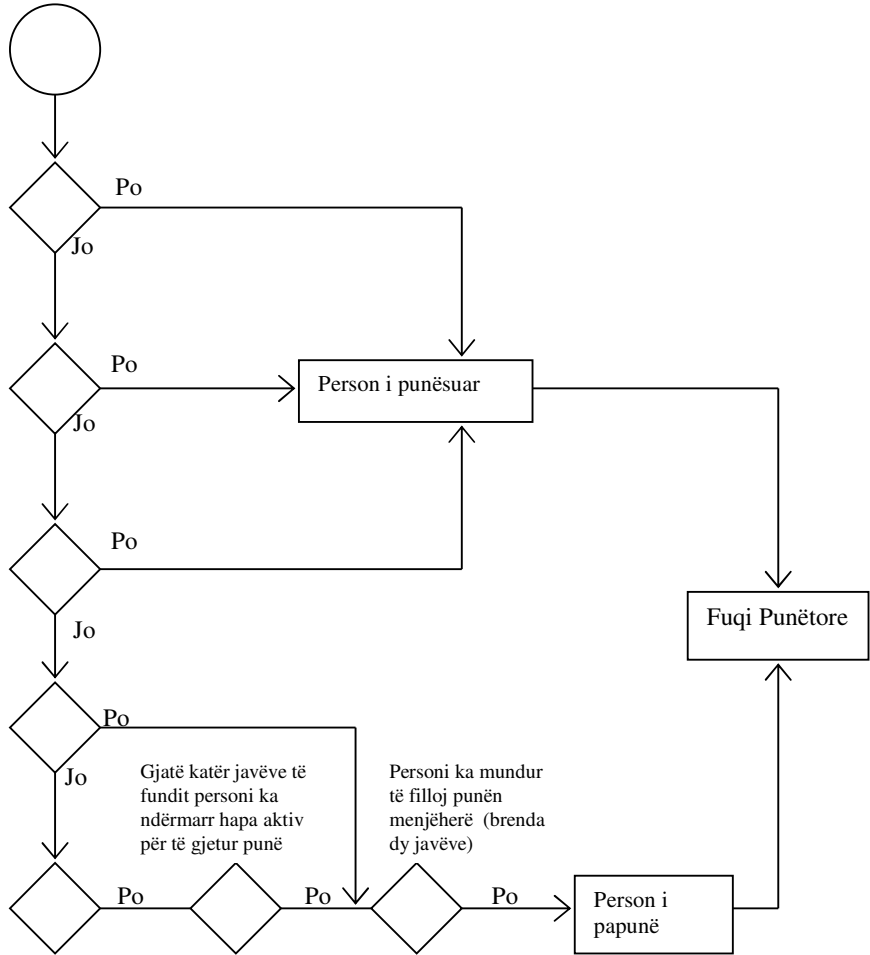 Po
Jo
Po
Jo
Person i punësuar
Po
Jo
Fuqi Punëtore
Po
Jo
Gjatë katër javëve të
fundit personi ka
ndërmarr hapa aktiv
për të gjetur punë
Personi ka mundur
të filloj punën
menjëherë (brenda
dy javëve)
Po
Po
Po
Person i
papunë